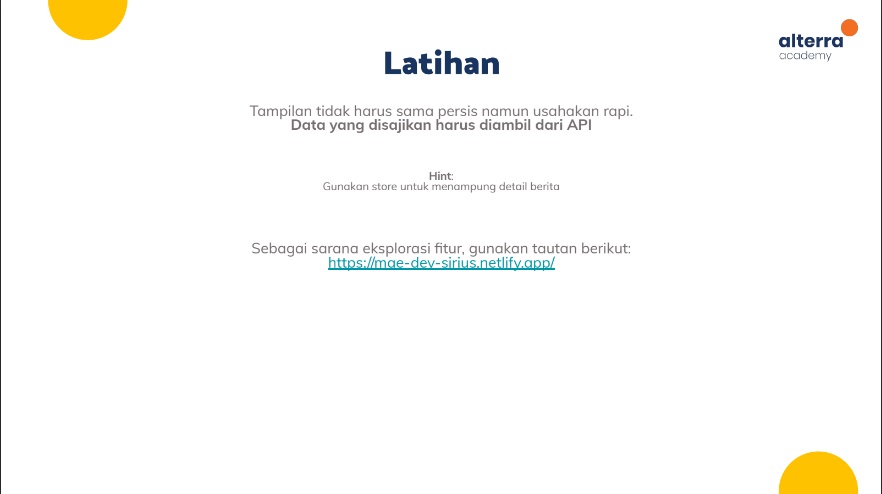 alterra
academy
Latihan
Tampilan tidak harus sama persis namun usahakan rapi.
Data yang disajikan harus diambil dari API
Hint:
Gunakan store untuk menampung detail berita
Sebagai sarana eksplorasi fitur, gunakan tautan berikut:
https://mae-dev-sirius.netlify.app/